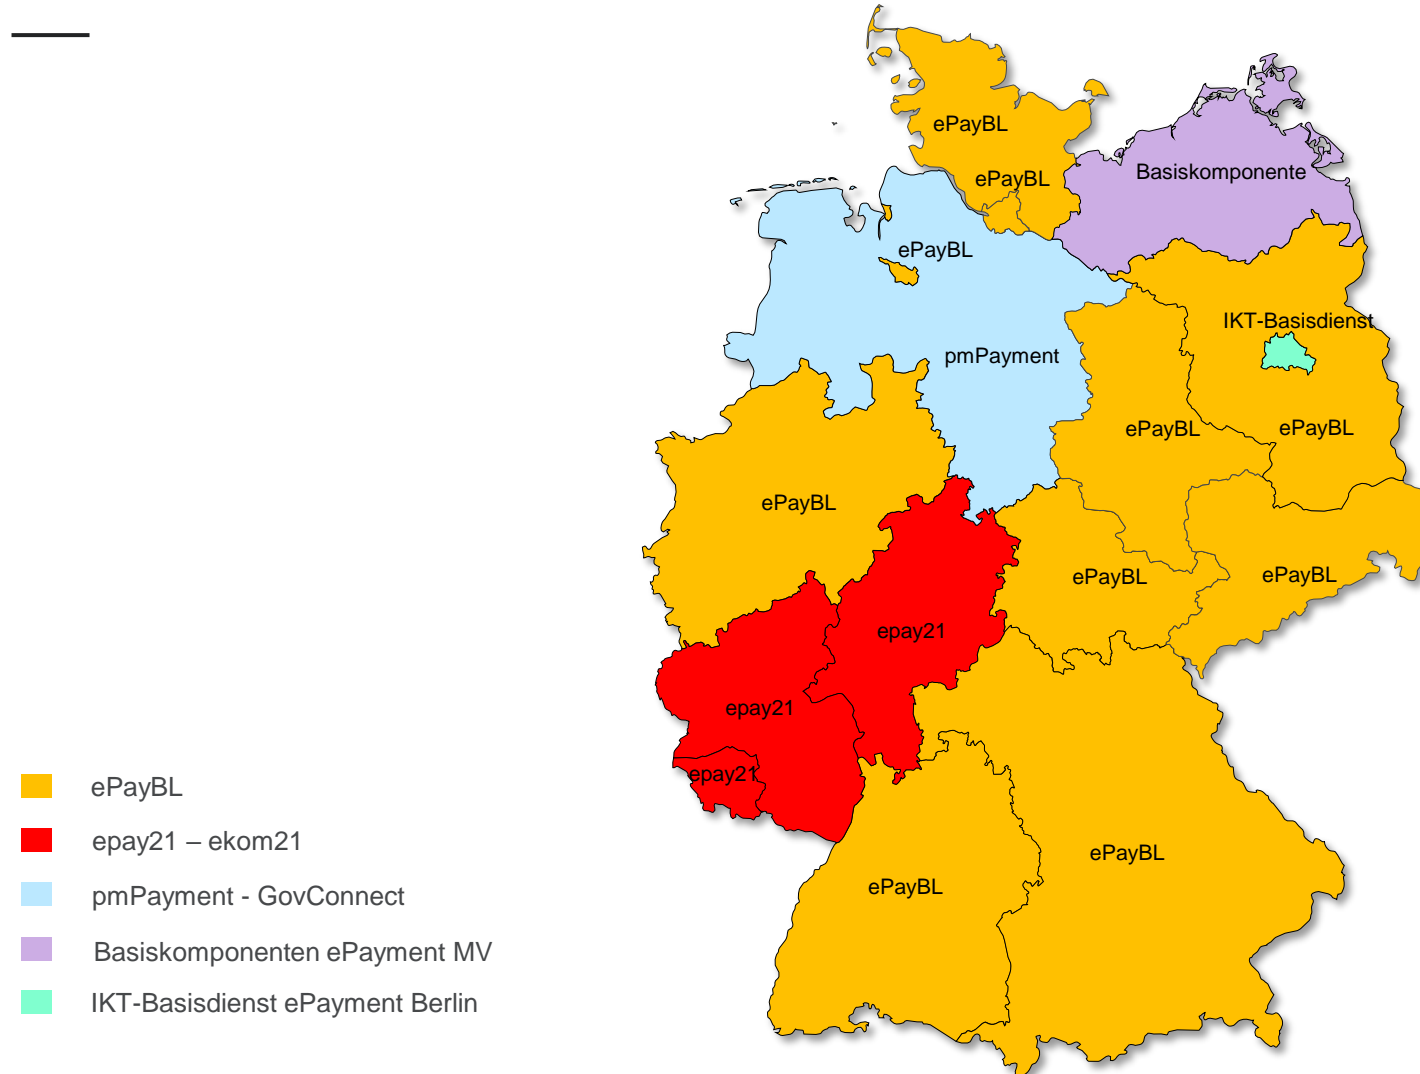 ePayBL
ePayBL
Basiskomponente
ePayBL
IKT-Basisdienst
pmPayment
ePayBL
ePayBL
ePayBL
ePayBL
ePayBL
epay21
epay21
epay21
ePayBL
ePayBL
ePayBL
epay21 – ekom21
pmPayment - GovConnect
Basiskomponenten ePayment MV
IKT-Basisdienst ePayment Berlin